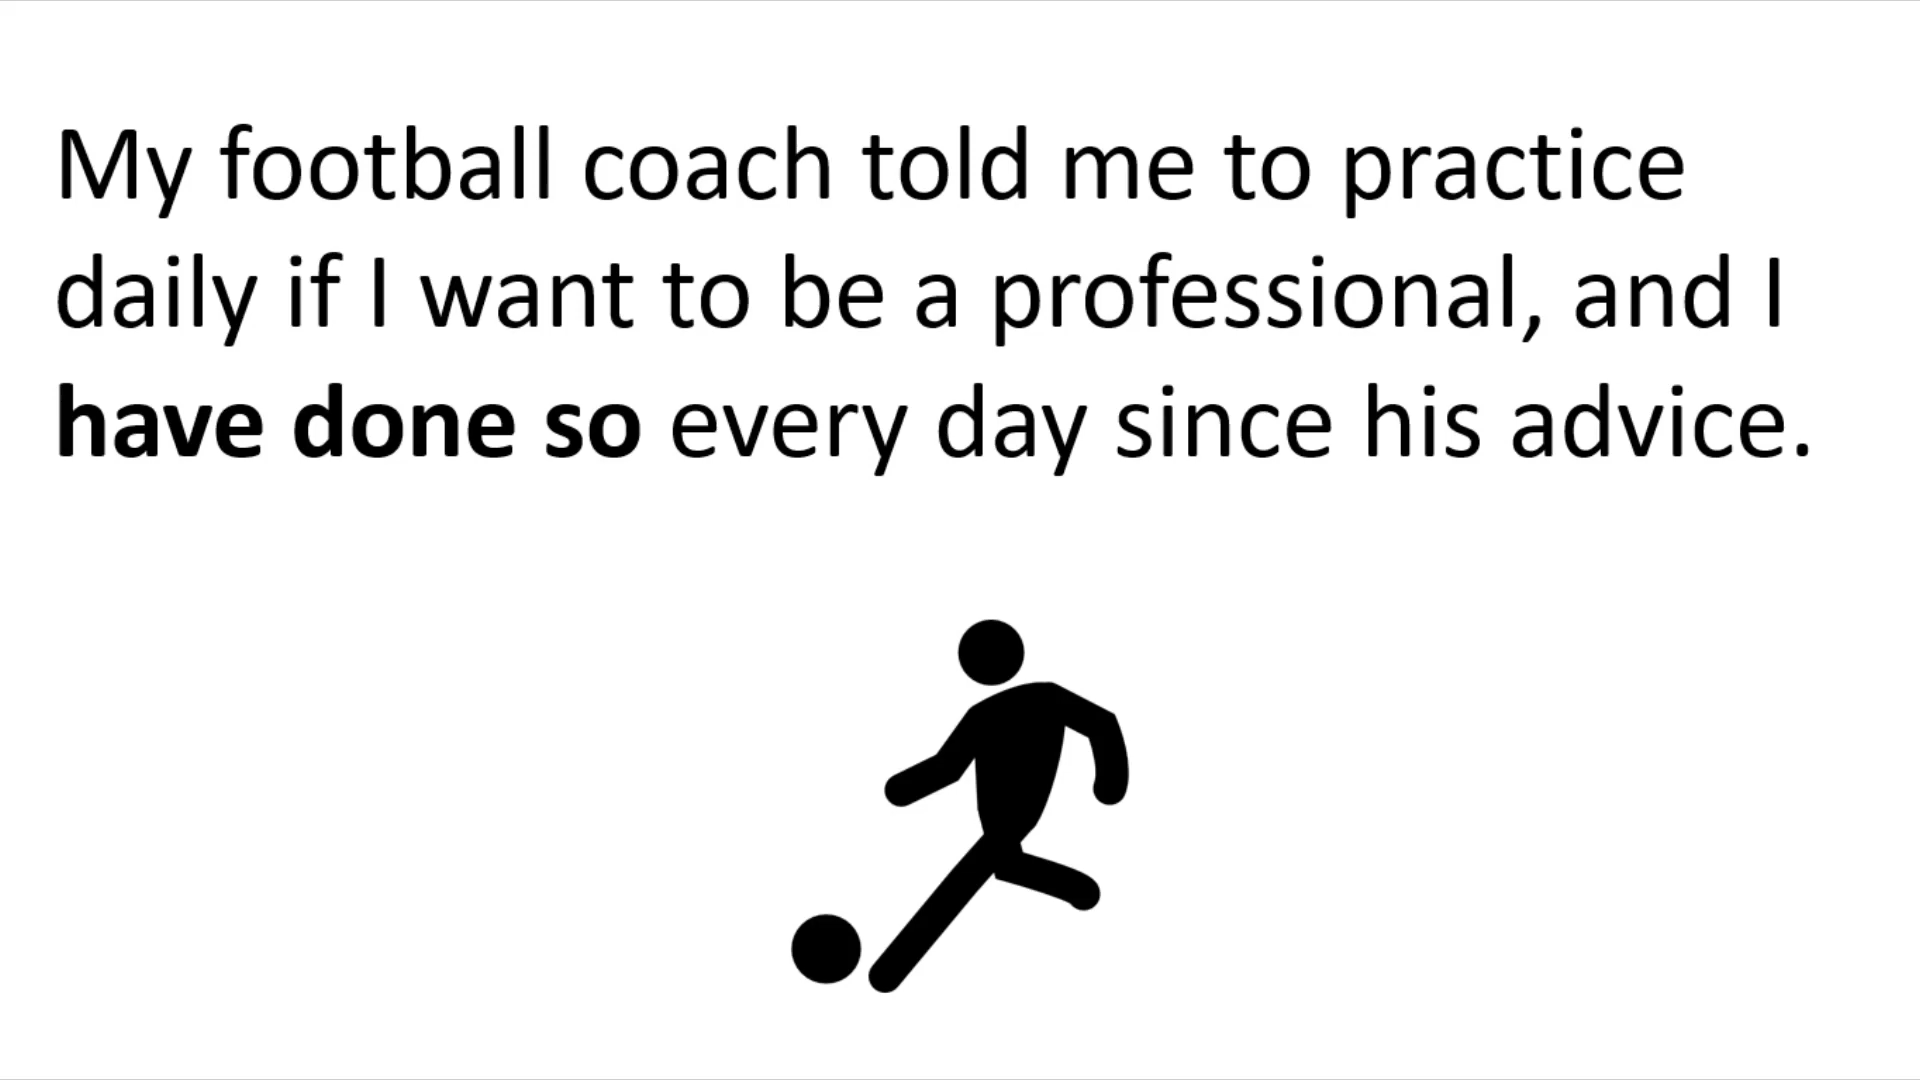 My football coach told me to practice
daily if I want to be a professional, and I
have done so every day since his advice.